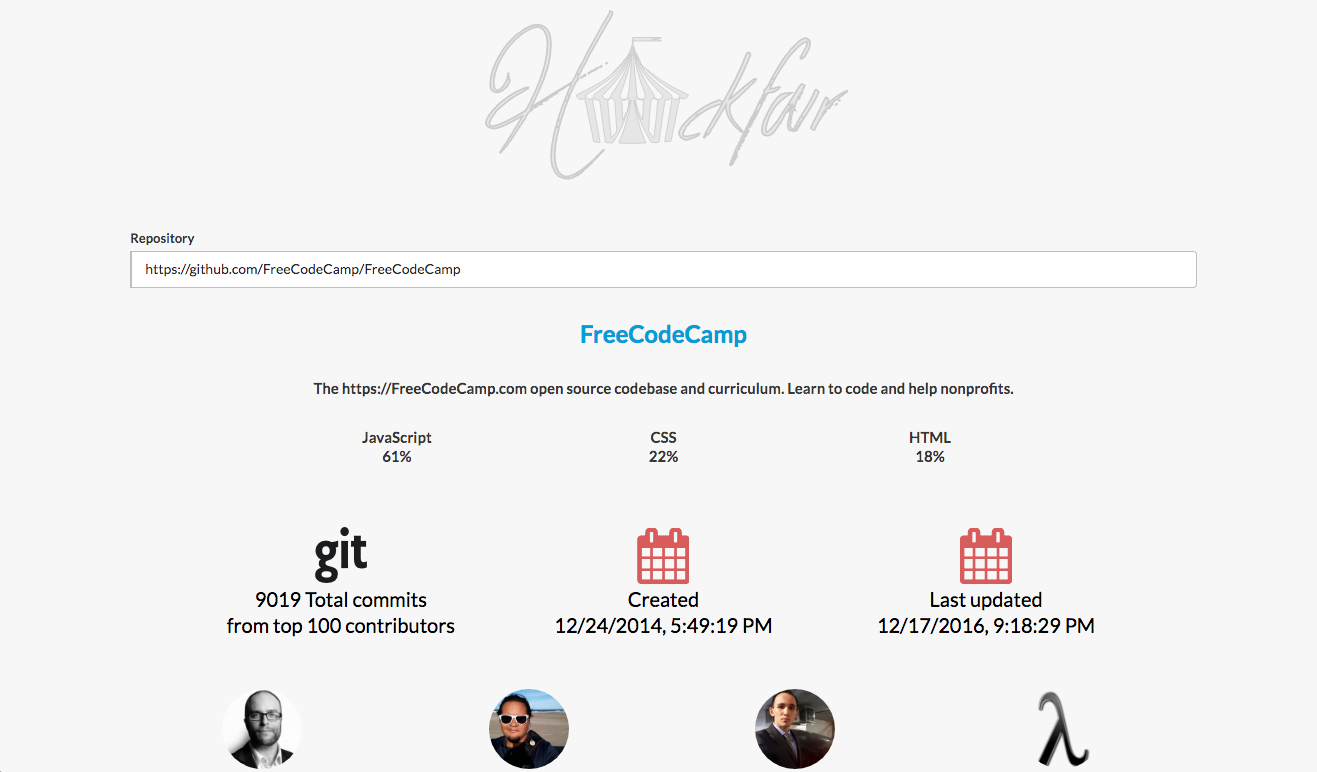 Hackfair
Repository
https://github.com/FreeCodeCamp/FreeCodeCamp
FreeCodeCamp
The https://FreeCodeCamp.com open source codebase and curriculum. Learn to code and help nonprofits.
JavaScript CSS HTML
61% 22% 18%
git
9019 Total commits Created Last updated
from top 100 contributors 12/24/2014, 5:49:19 PM 12/17/2016, 9:18:29 PM
λ